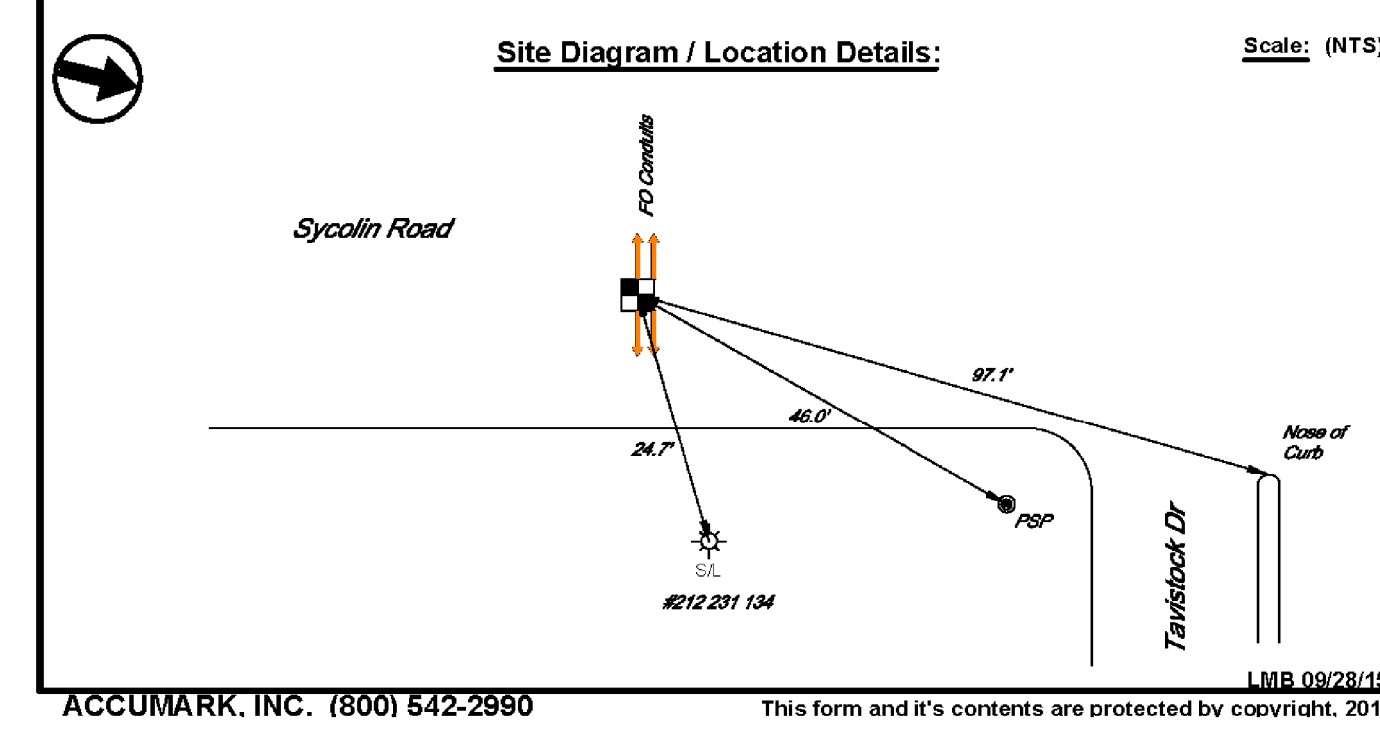 Site Diagram / Location Details:
Scale: (NTS)
FO Conduits
Sycolin Road
97.1'
46.0'
24.7'
Nose of
Curb
PSP
S/L
#212 231 134
Tavistock Dr
LMB 09/28/15
ACCUMARK, INC. (800) 542-2990
This form and it's contents are protected by copyright, 201